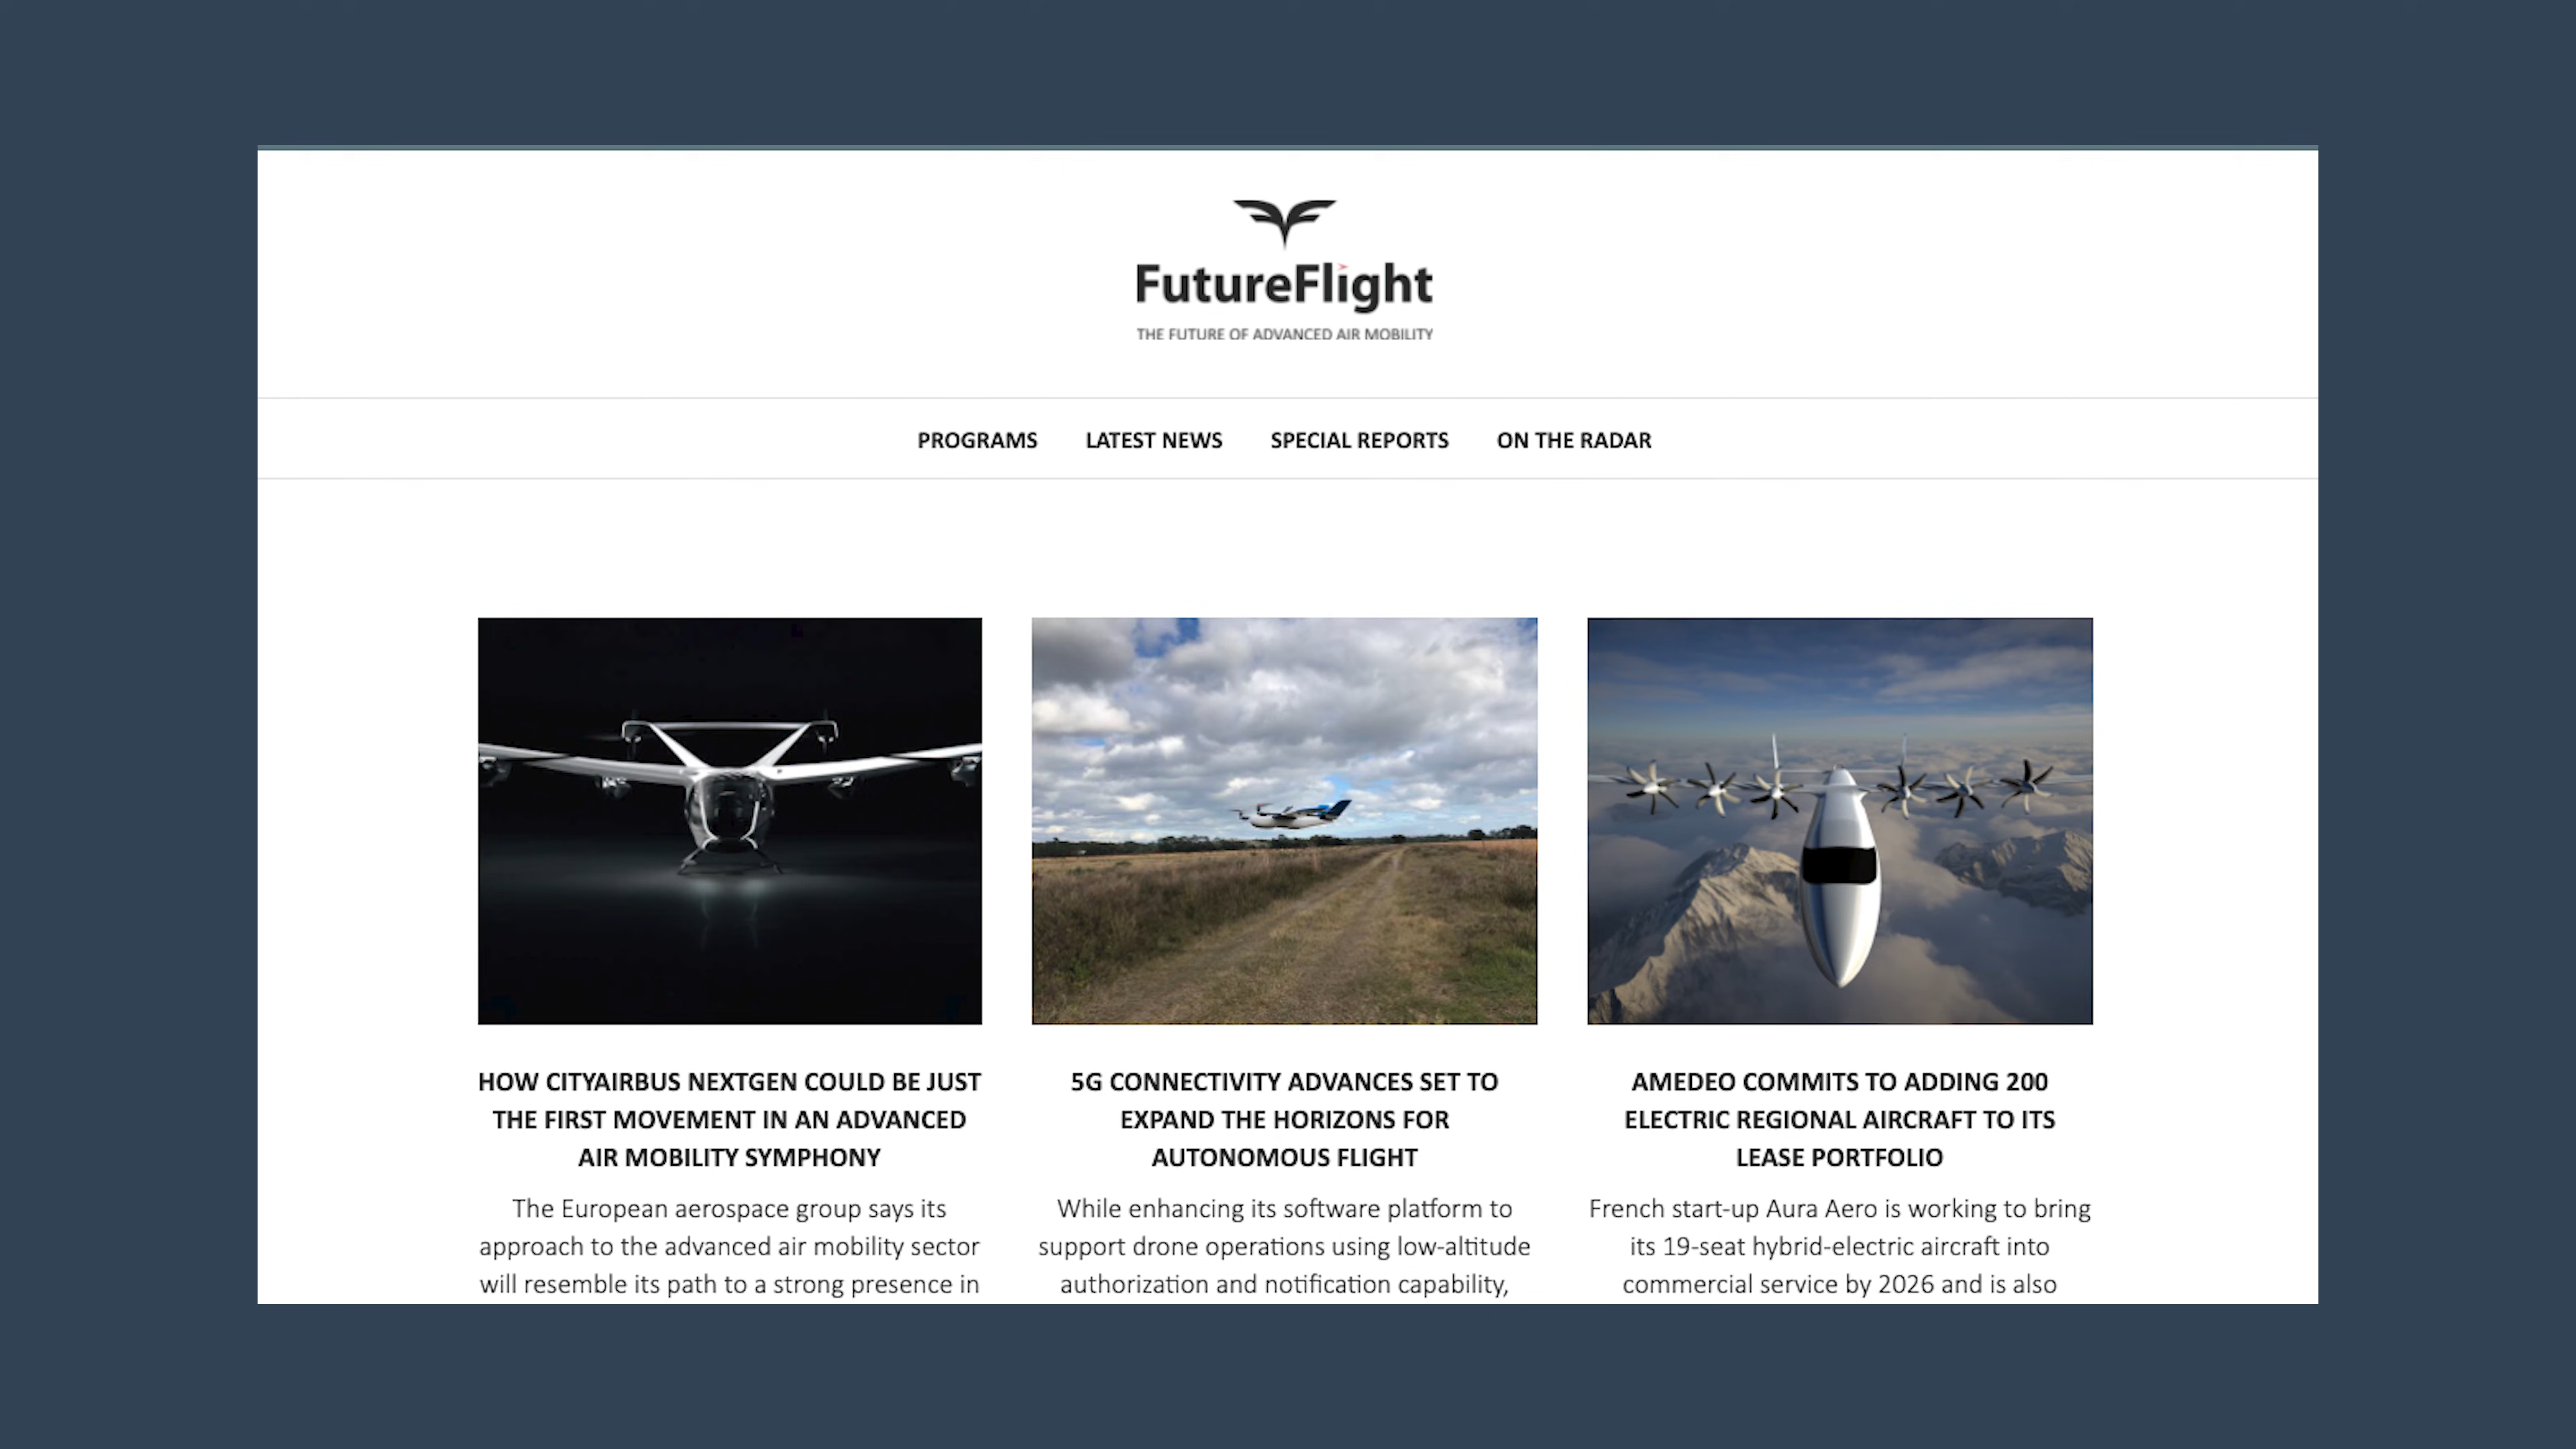 FutureFlight
THE FUTURE OF ADVANCED AIR MOBILITY
PROGRAMS LATEST NEWS SPECIAL REPORTS ON THE RADAR
HOW CITYAIRBUS NEXTGEN COULD BE JUST
THE FIRST MOVEMENT IN AN ADVANCED
AIR MOBILITY SYMPHONY
The European aerospace group says its
approach to the advanced air mobility sector
will resemble its path to a strong presence in
5G CONNECTIVITY ADVANCES SET TO
EXPAND THE HORIZONS FOR
AUTONOMOUS FLIGHT
While enhancing its software platform to
support drone operations using low-altitude
authorization and notification capability,
AMEDEO COMMITS TO ADDING 200
ELECTRIC REGIONAL AIRCRAFT TO ITS
LEASE PORTFOLIO
French start-up Aura Aero is working to bring
its 19-seat hybrid-electric aircraft into
commercial service by 2026 and is also